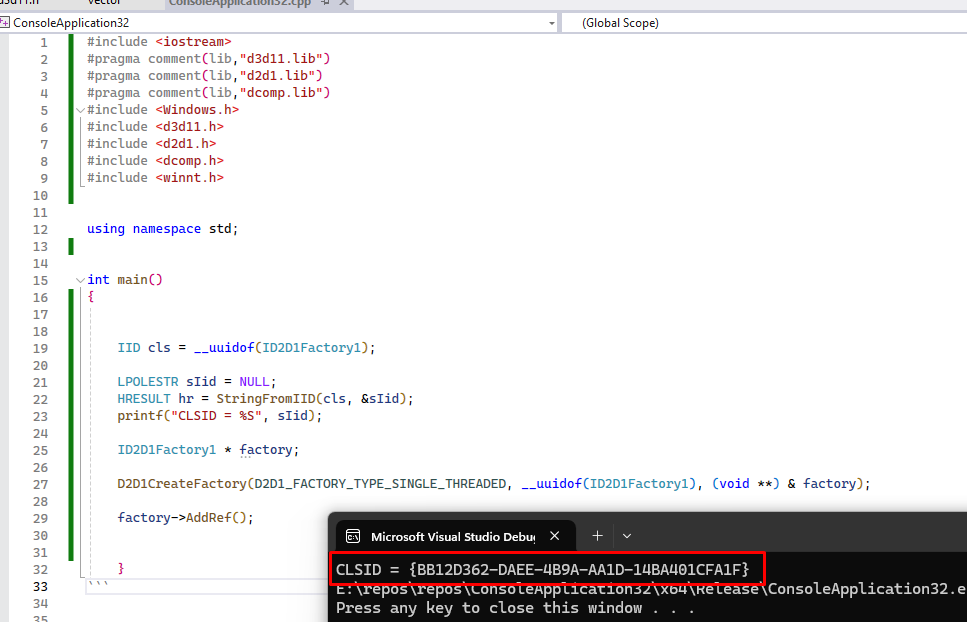 d3d11.h vector ConsoleApplication32.cpp
ConsoleApplication32 (Global Scope)
1 #include <iostream>
2 #pragma comment(lib,"d3d11.lib")
3 #pragma comment(lib,"d2d1.lib")
4 #pragma comment(lib,"dcomp.lib")
5 #include <Windows.h>
6 #include <d3d11.h>
7 #include <d2d1.h>
8 #include <dcomp.h>
9 #include <winnt.h>
10
11
12 using namespace std;
13
14
15 int main()
16 {
17
18
19 IID cls = __uuidof(ID2D1Factory1);
20
21 LPOLESTR sIid = NULL;
22 HRESULT hr = StringFromIID(cls, &sIid);
23 printf("CLSID = %S", sIid);
24
25 ID2D1Factory1 * factory;
26
27 D2D1CreateFactory(D2D1_FACTORY_TYPE_SINGLE_THREADED, __uuidof(ID2D1Factory1), (void **) & factory);
28
29 factory->AddRef();
30
31
32 }
33 ```
34
35
Microsoft Visual Studio Debu
CLSID = {BB12D362-DAEE-4B9A-AA1D-14BA401CFA1F}
E:\repos\repos\ConsoleApplication32\x64\Release\ConsoleApplication32.e
Press any key to close this window . . .